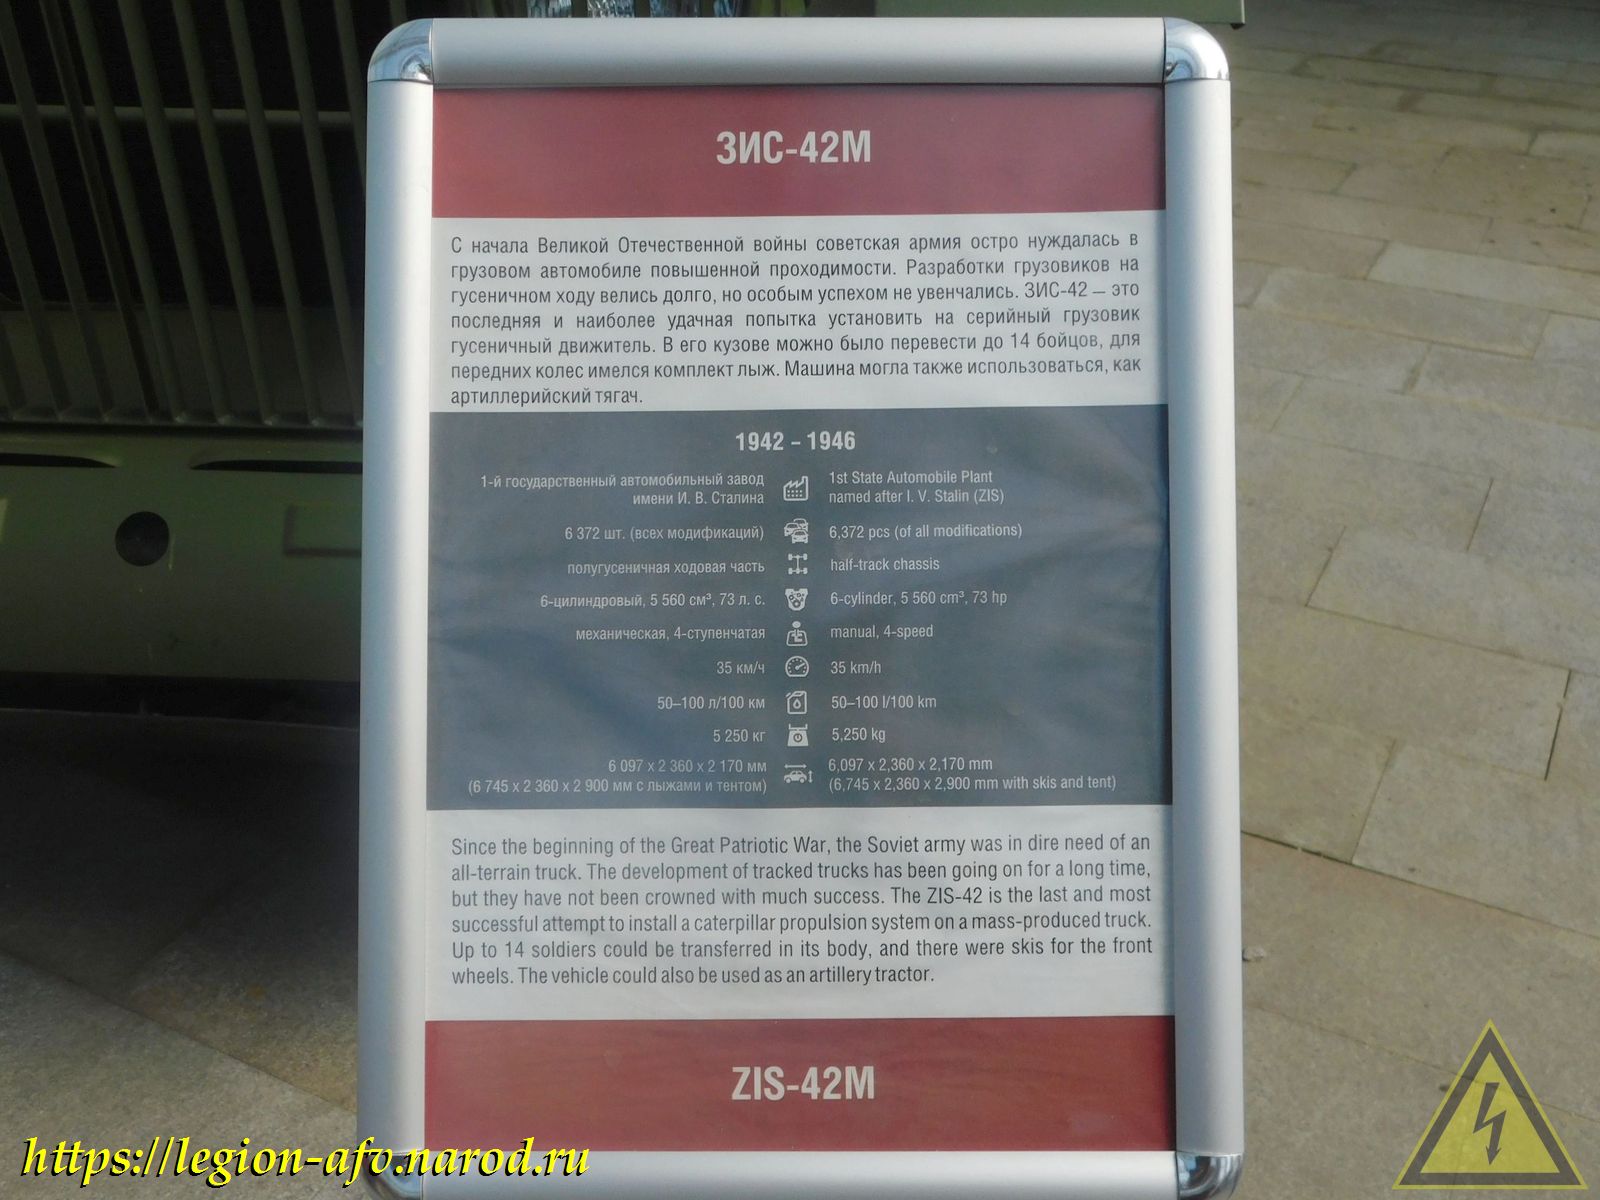 ЗИС-42М
С начала Великой Отечественной войны советская армия остро нуждалась в
грузовом автомобиле повышенной проходимости. Разработки грузовиков на
гусеничном ходу велись долго, но особым успехом не увенчались. ЗИС-42 – это
последняя и наиболее удачная попытка установить на серийный грузовик
гусеничный движитель. В его кузове можно было перевести до 14 бойцов, для
передних колес имелся комплект лыж. Машина могла также использоваться, как
артиллерийский тягач.
1942 – 1946
1-й государственный автомобильный завод
имени И. В. Сталина
1st State Automobile Plant
named after I. V. Stalin (ZIS)
6 372 шт. (всех модификаций)
6,372 pcs (of all modifications)
полугусеничная ходовая часть
half-track chassis
6-цилиндровый, 5 560 см³, 73 л. с.
6-cylinder, 5 560 cm³, 73 hp
механическая, 4-ступенчатая
manual, 4-speed
35 км/ч
35 km/h
50–100 л/100 км
50–100 l/100 km
5 250 кг
5,250 kg
6 097 x 2 360 x 2 170 мм
(6 745 x 2 360 x 2 900 мм с лыжами и тентом)
6,097 x 2,360 x 2,170 mm
(6,745 x 2,360 x 2,900 mm with skis and tent)
Since the beginning of the Great Patriotic War, the Soviet army was in dire need of an
all-terrain truck. The development of tracked trucks has been going on for a long time,
but they have not been crowned with much success. The ZIS-42 is the last and most
successful attempt to install a caterpillar propulsion system on a mass-produced truck.
Up to 14 soldiers could be transferred in its body, and there were skis for the front
wheels. The vehicle could also be used as an artillery tractor.
ZIS-42M
https://legion-afv.narod.ru